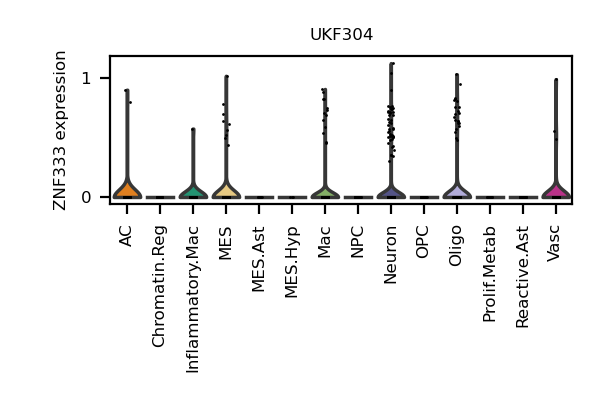 UKF304
ZNF333 expression
1
0
AC
Chromatin.Reg
Inflammatory.Mac
MES
MES.Ast
MES.Hyp
Mac
NPC
Neuron
OPC
Oligo
Prolif.Metab
Reactive.Ast
Vasc